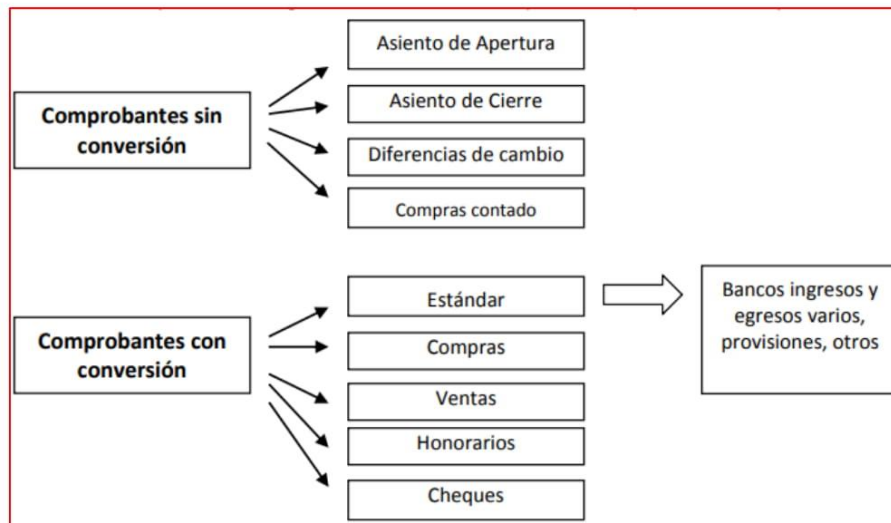 Comprobantes sin
conversión
Asiento de Apertura
Asiento de Cierre
Diferencias de cambio
Compras contado
Comprobantes con
conversión
Estándar
Compras
Ventas
Honorarios
Cheques
Bancos ingresos y
egresos varios,
provisiones, otros